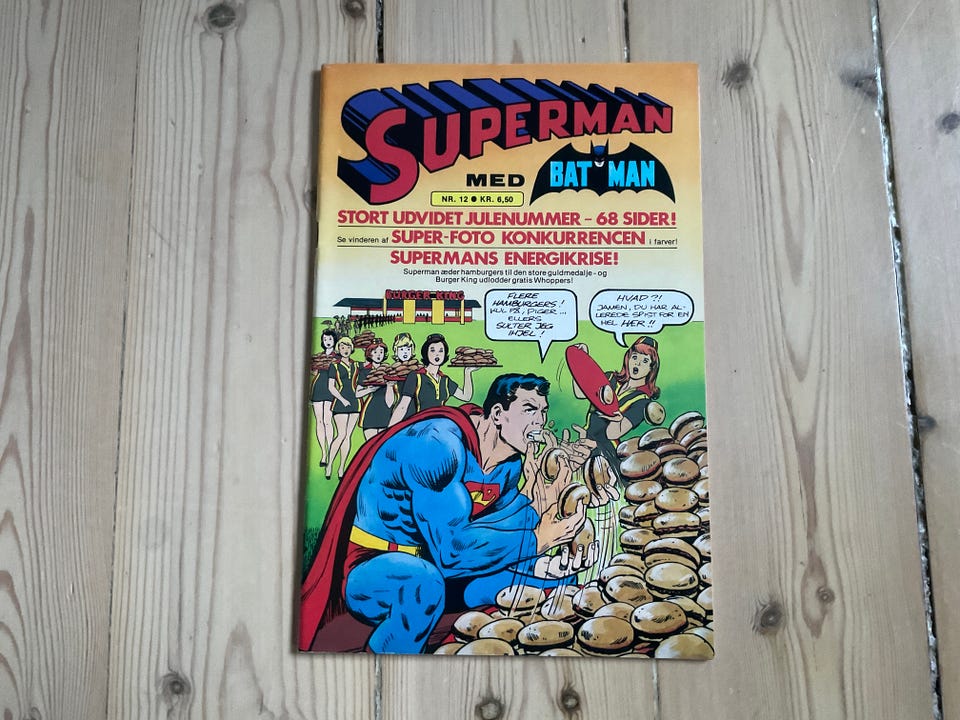 SUPERMAN
MED
BATMAN
NR. 12 ● KR. 6,50
STORT UDVIDET JULENUMMER - 68 SIDER!
Se vinderen af SUPER-FOTO KONKURRENCEN i farver!
SUPERMANS ENERGIKRISE!
Superman æder hamburgers til den store guldmedalje - og
Burger King udlodder gratis Whoppers!
BURGER KING
FLERE
HAMBURGERS!
KUL PÅ, PIGER...
ELLERS
SULTER JEG
IHJEL!
HVAD ?!
JAMEN, DU HAR AL-
LEREDE SPIST FOR EN
HEL HÆR!!